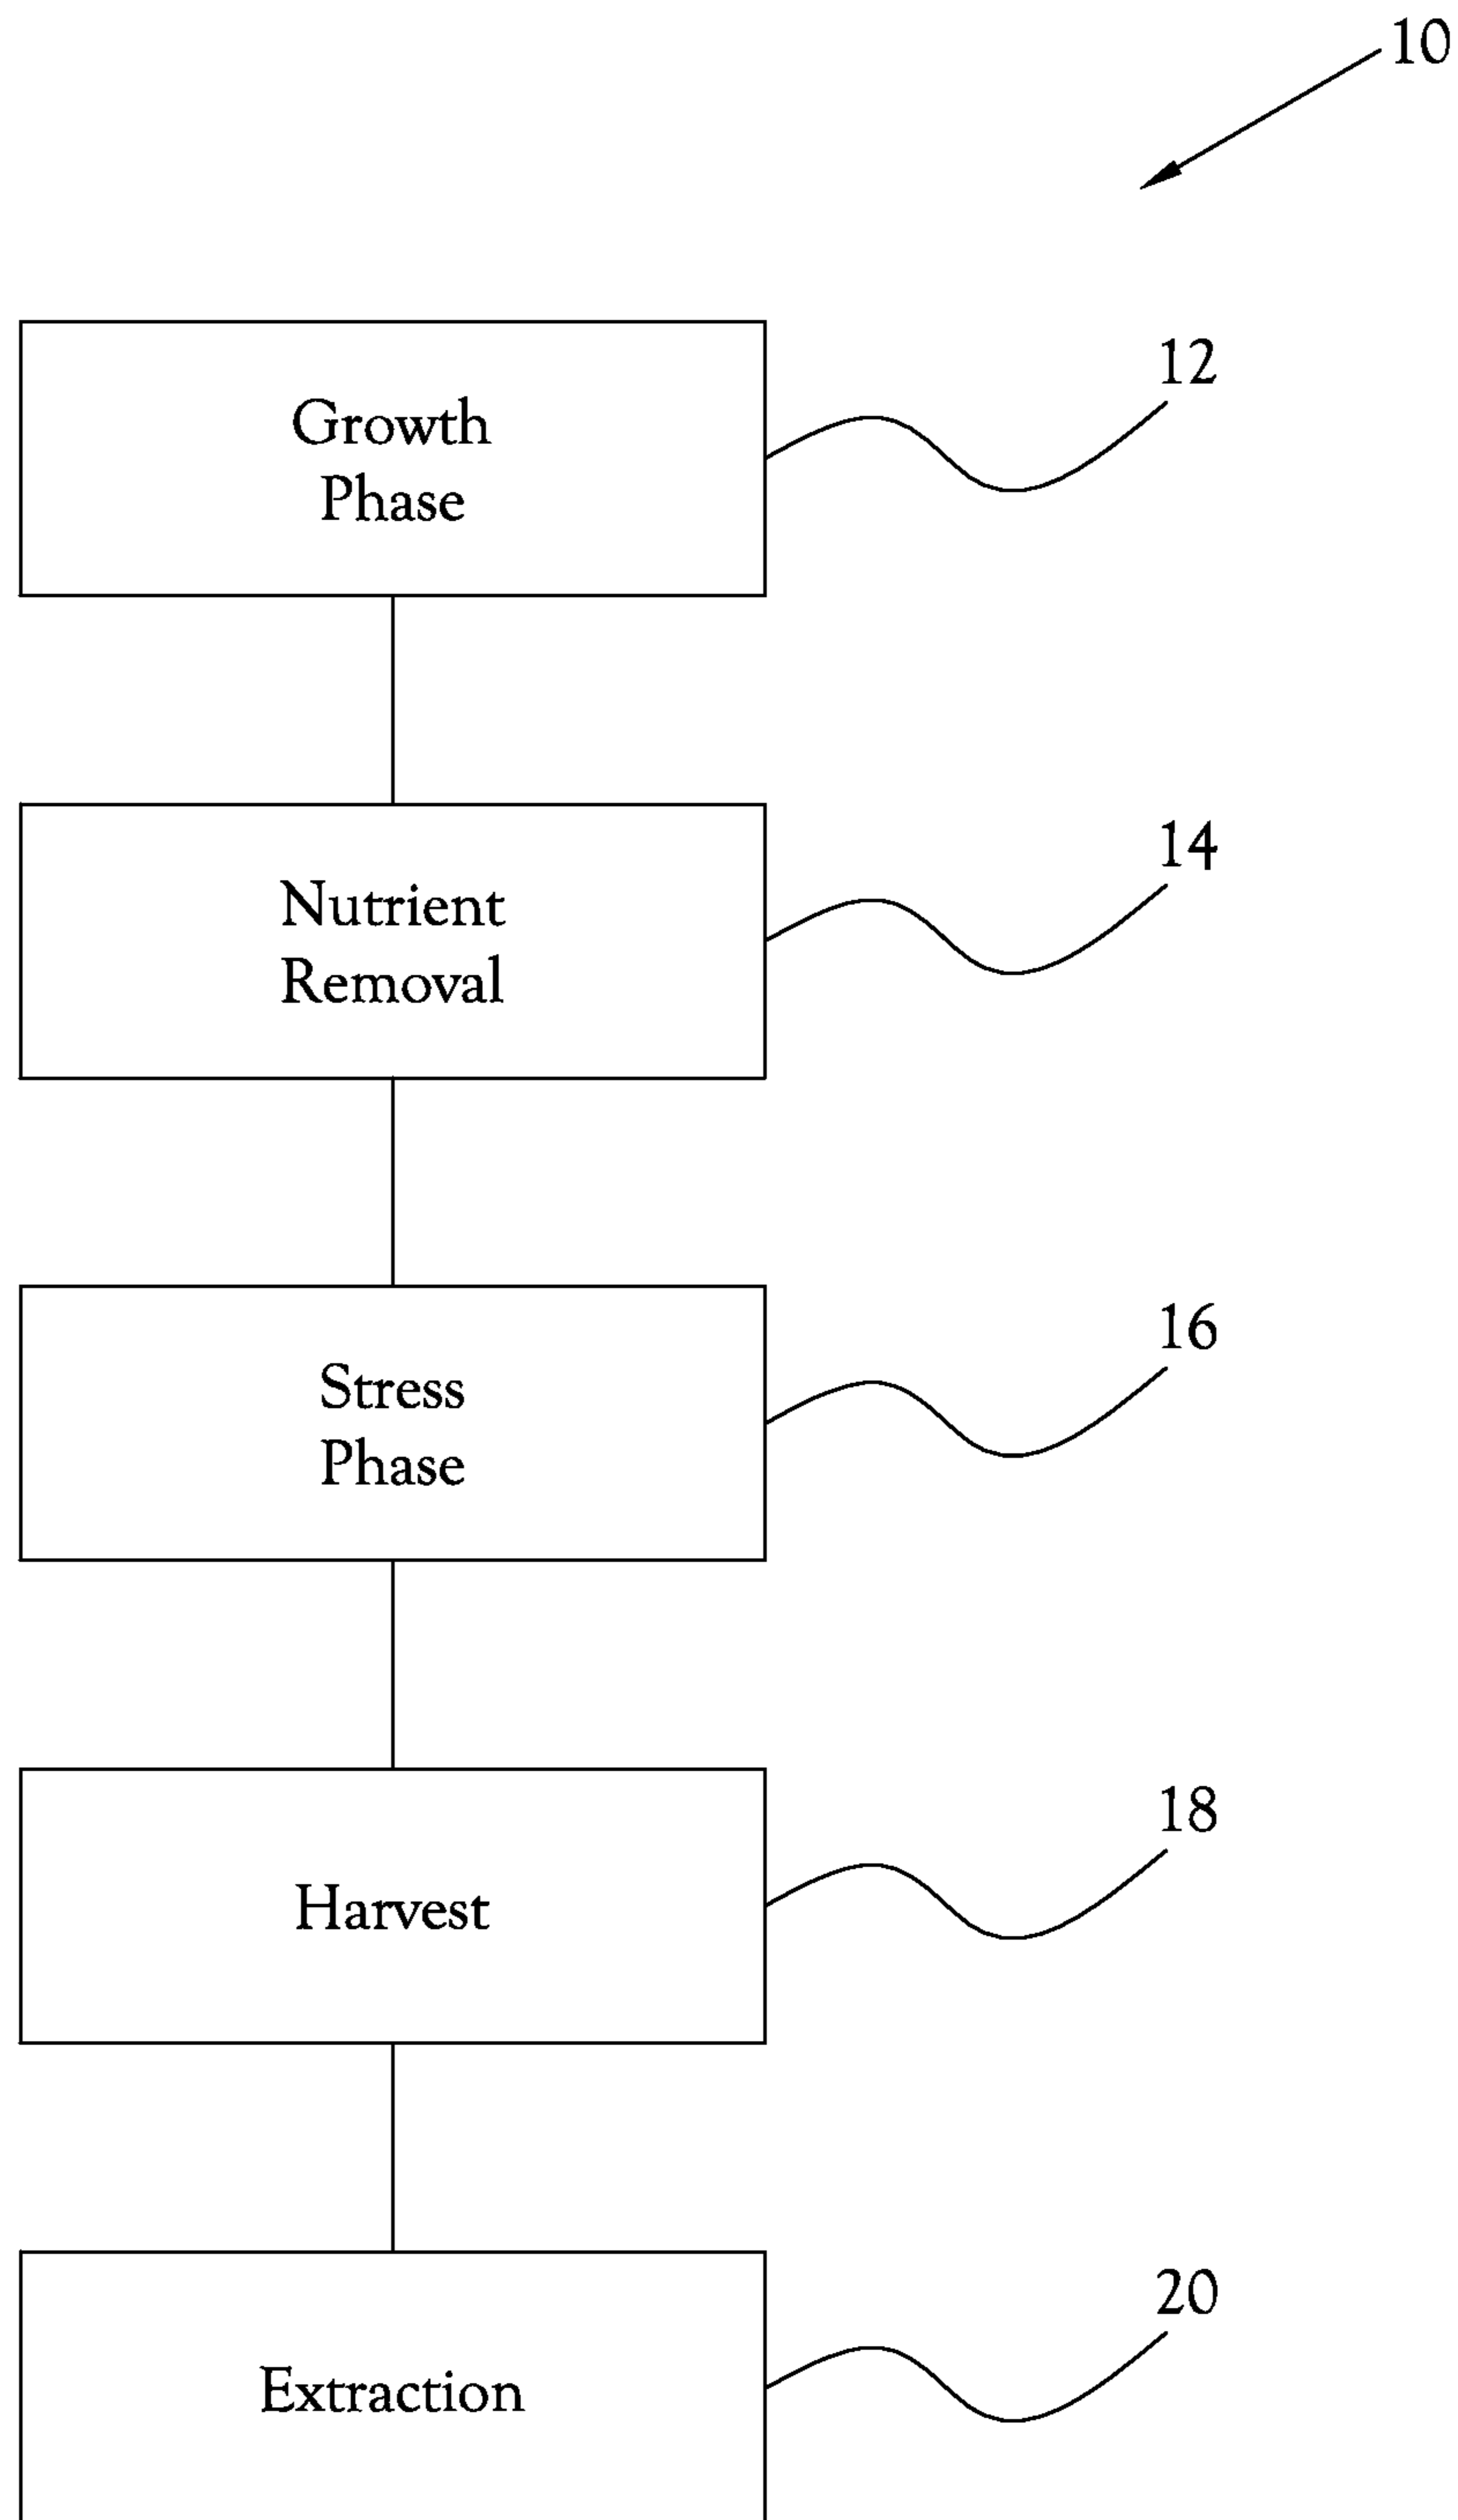 10
12
Growth
Phase
14
Nutrient
Removal
16
Stress
Phase
18
Harvest
20
Extraction